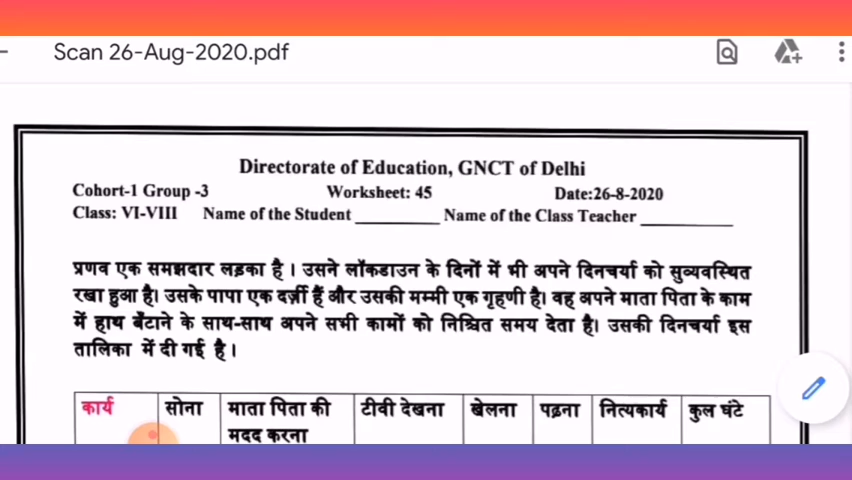 Scan 26-Aug-2020.pdf
Directorate of Education, GNCT of Delhi
Cohort-1 Group -3 Worksheet: 45 Date:26-8-2020
Class: VI-VIII Name of the Student ________ Name of the Class Teacher __________
प्रणव एक समझदार लड़का है। उसने लॉकडाउन के दिनों में भी अपने दिनचर्या को सुव्यवस्थित
रखा हुआ है। उसके पापा एक दर्ज़ी हैं और उसकी मम्मी एक गृहणी है। वह अपने माता पिता के काम
में हाथ बँटाने के साथ-साथ अपने सभी कामों को निश्चित समय देता है। उसकी दिनचर्या इस
तालिका में दी गई है।
कार्य सोना माता पिता की टीवी देखना खेलना पढ़ना नित्यकार्य कुल घंटे
मदद करना